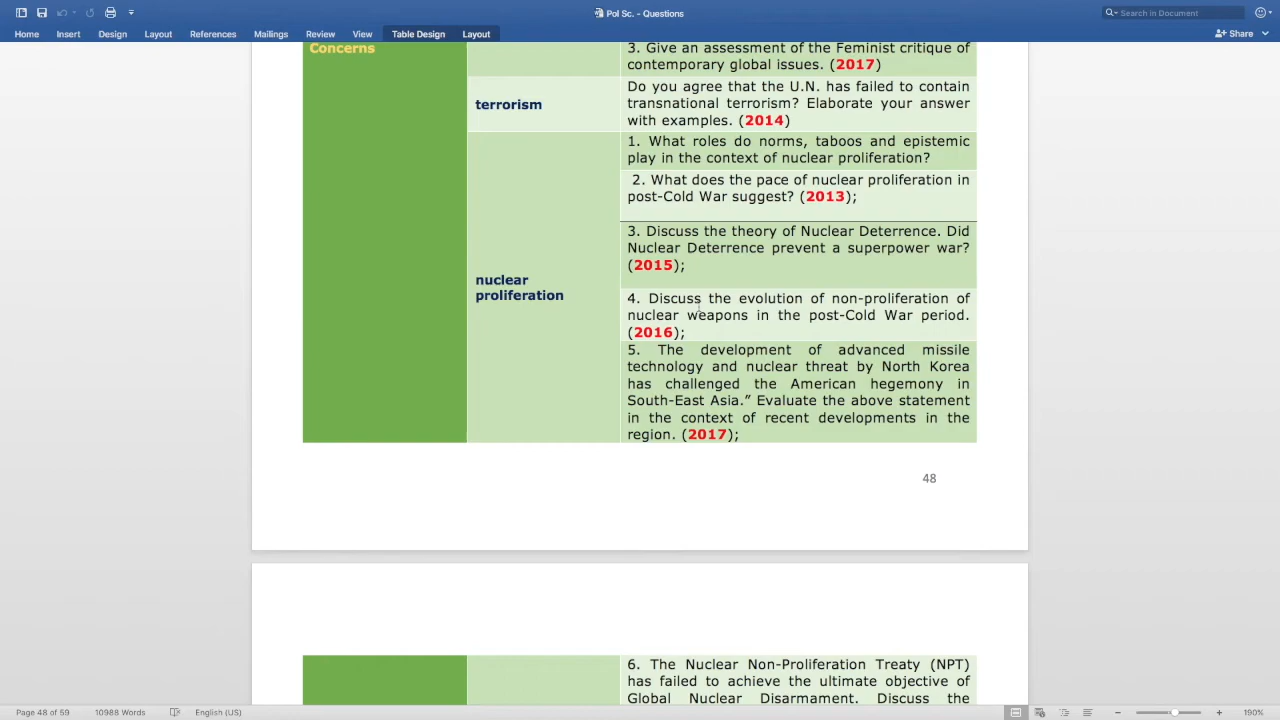 Pol Sc. - Questions
Search in Document
Home Insert Design Layout References Mailings Review View Table Design Layout
Share
Concerns
3. Give an assessment of the Feminist critique of
contemporary global issues. (2017)
terrorism
Do you agree that the U.N. has failed to contain
transnational terrorism? Elaborate your answer
with examples. (2014)
nuclear
proliferation
1. What roles do norms, taboos and epistemic
play in the context of nuclear proliferation?
2. What does the pace of nuclear proliferation in
post-Cold War suggest? (2013);
3. Discuss the theory of Nuclear Deterrence. Did
Nuclear Deterrence prevent a superpower war?
(2015);
4. Discuss the evolution of non-proliferation of
nuclear weapons in the post-Cold War period.
(2016);
5. The development of advanced missile
technology and nuclear threat by North Korea
has challenged the American hegemony in
South-East Asia.” Evaluate the above statement
in the context of recent developments in the
region. (2017);
48
6. The Nuclear Non-Proliferation Treaty (NPT)
has failed to achieve the ultimate objective of
Global Nuclear Disarmament. Discuss the
Page 48 of 59 10988 Words English (US) 190%